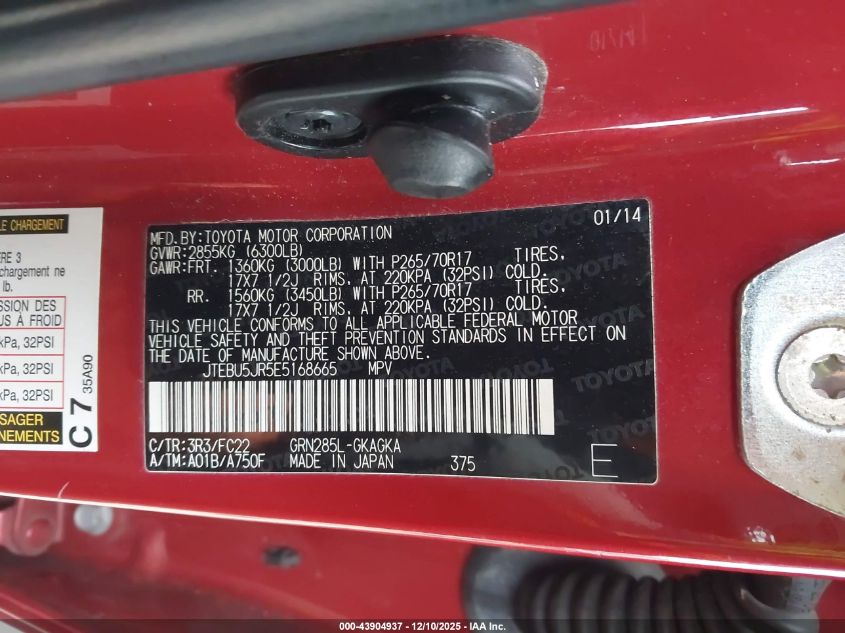 LE CHARGEMENT
ÈRE 3
chargement ne
lb.
SSION DES
US À FROID
kPa, 32PSI
kPa, 32PSI
kPa, 32PSI
SAGER
NEMENTS
C 7 35A90
01/14
MFD.BY:TOYOTA MOTOR CORPORATION
GVWR:2855KG (6300LB)
GAWR:FRT. 1360KG (3000LB) WITH P265/70R17 TIRES,
17X7 1/2J RIMS, AT 220KPA (32PSI) COLD.
RR. 1560KG (3450LB) WITH P265/70R17 TIRES,
17X7 1/2J RIMS, AT 220KPA (32PSI) COLD.
THIS VEHICLE CONFORMS TO ALL APPLICABLE FEDERAL MOTOR
VEHICLE SAFETY AND THEFT PREVENTION STANDARDS IN EFFECT ON
THE DATE OF MANUFACTURE SHOWN ABOVE.
JTEBU5JR5E5168665 MPV
C/TR:3R3/FC22 GRN285L-GKAGKA
A/TM:A01B/A750F MADE IN JAPAN 375 E
000-43904937 - 12/10/2025 - IAA Inc.